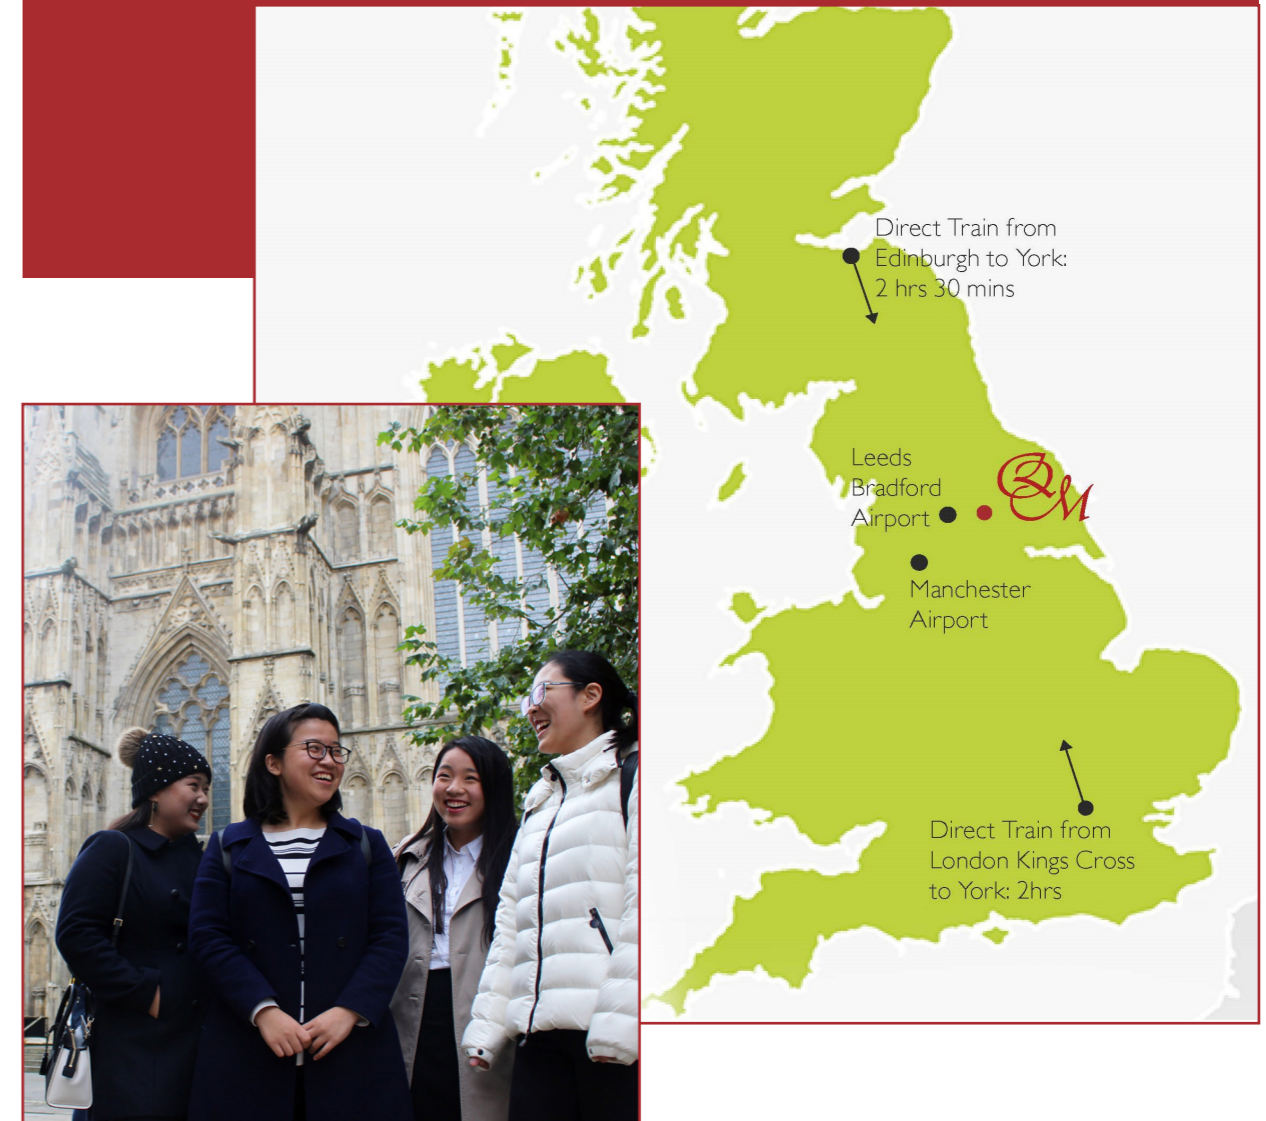 Direct Train from
Edinburgh to York:
2 hrs 30 mins
Leeds
Bradford
Airport
QM
Manchester
Airport
Direct Train from
London Kings Cross
to York: 2hrs